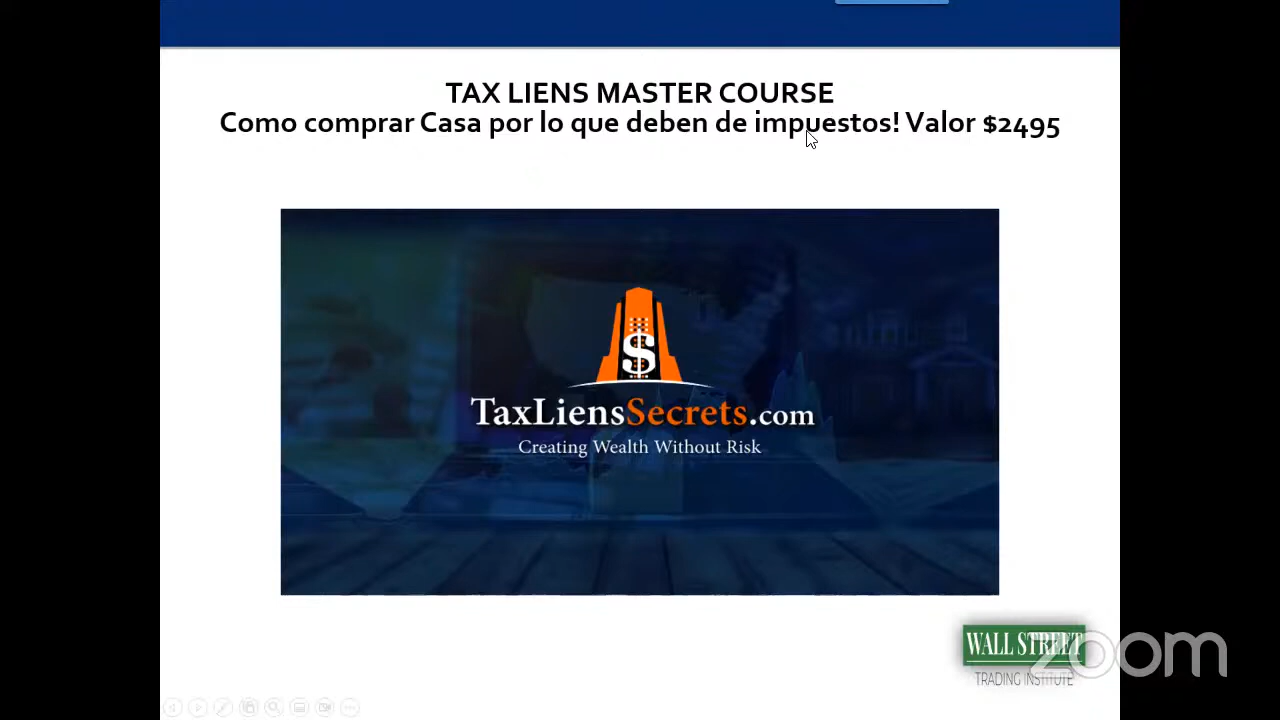 TAX LIENS MASTER COURSE
Como comprar Casa por lo que deben de impuestos! Valor $2495
$
TaxLiensSecrets.com
Creating Wealth Without Risk
WALL STREET
zoom
TRADING INSTITUTE